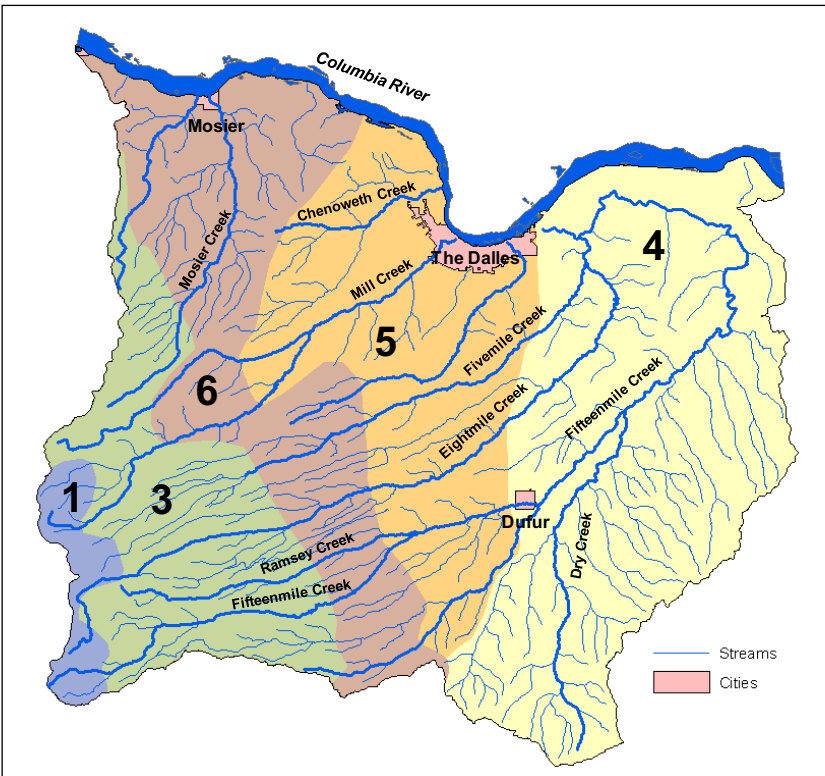 Columbia River
Mosier
Chenoweth Creek
Mosier Creek
4
The Dalles
Mill Creek
5
Fivemile Creek
6
Fifteenmile Creek
Eightmile Creek
1
3
Dufur
Dry Creek
Ramsey Creek
Fifteenmile Creek
Streams
Cities